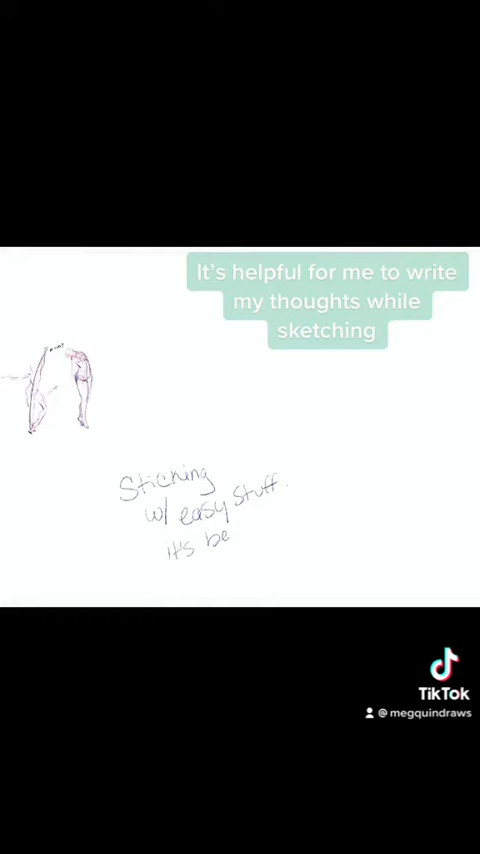 It's helpful for me to write
my thoughts while
sketching
Sticking
w/ easy stuff.
it's be
TikTok
@ megquindraws